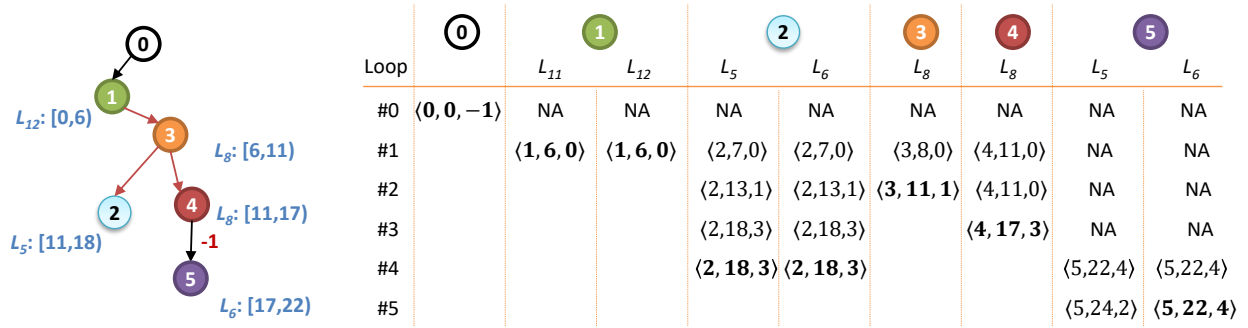 0
1
L12: [0,6)
3
L8: [6,11)
2
4
L8: [11,17)
L5: [11,18)
-1
5
L6: [17,22)
0 1 2 3 4 5
Loop L11 L12 L5 L6 L8 L8 L5 L6
#0 ⟨0, 0, −1⟩ NA NA NA NA NA NA NA NA
#1 ⟨1, 6, 0⟩ ⟨1, 6, 0⟩ ⟨2,7,0⟩ ⟨2,7,0⟩ ⟨3,8,0⟩ ⟨4,11,0⟩ NA NA
#2 ⟨2,13,1⟩ ⟨2,13,1⟩ ⟨3, 11, 1⟩ ⟨4,11,0⟩ NA NA
#3 ⟨2,18,3⟩ ⟨2,18,3⟩ ⟨4, 17, 3⟩ NA NA
#4 ⟨2, 18, 3⟩ ⟨2, 18, 3⟩ ⟨5,22,4⟩ ⟨5,22,4⟩
#5 ⟨5,24,2⟩ ⟨5, 22, 4⟩